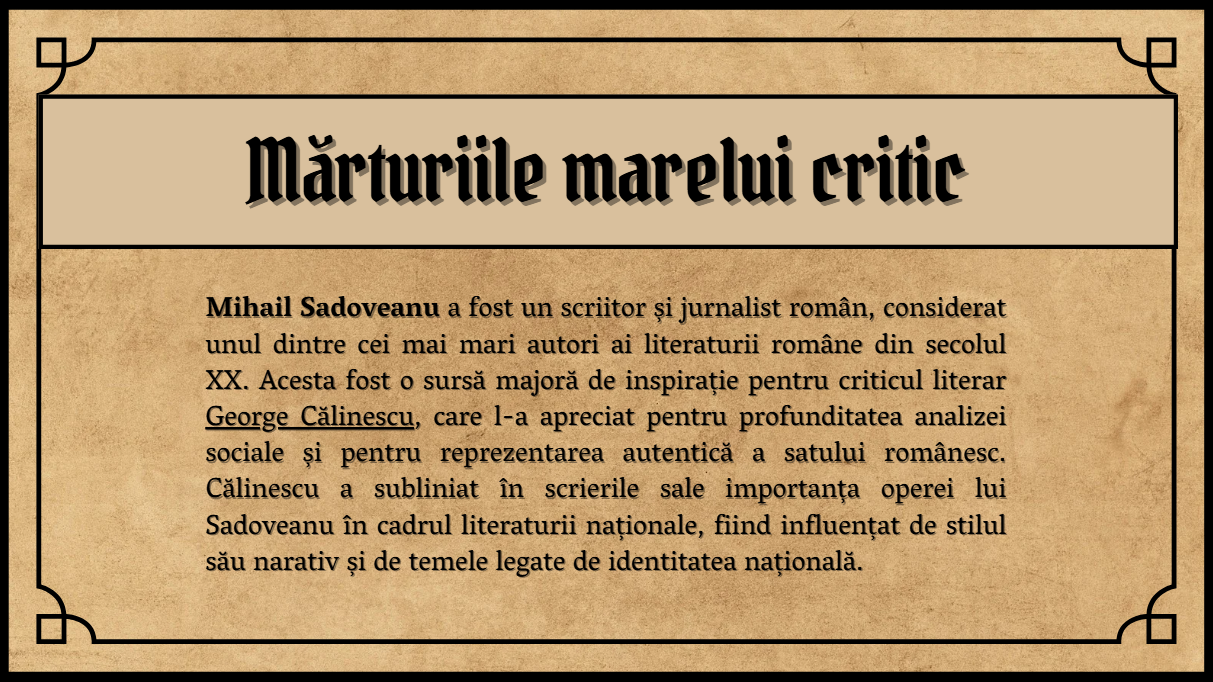 Mărturiile marelui critic
Mihail Sadoveanu a fost un scriitor și jurnalist român, considerat
unul dintre cei mai mari autori ai literaturii române din secolul
XX. Acesta fost o sursă majoră de inspirație pentru criticul literar
George Călinescu, care l-a apreciat pentru profunditatea analizei
sociale și pentru reprezentarea autentică a satului românesc.
Călinescu a subliniat în scrierile sale importanța operei lui
Sadoveanu în cadrul literaturii naționale, fiind influențat de stilul
său narativ și de temele legate de identitatea națională.